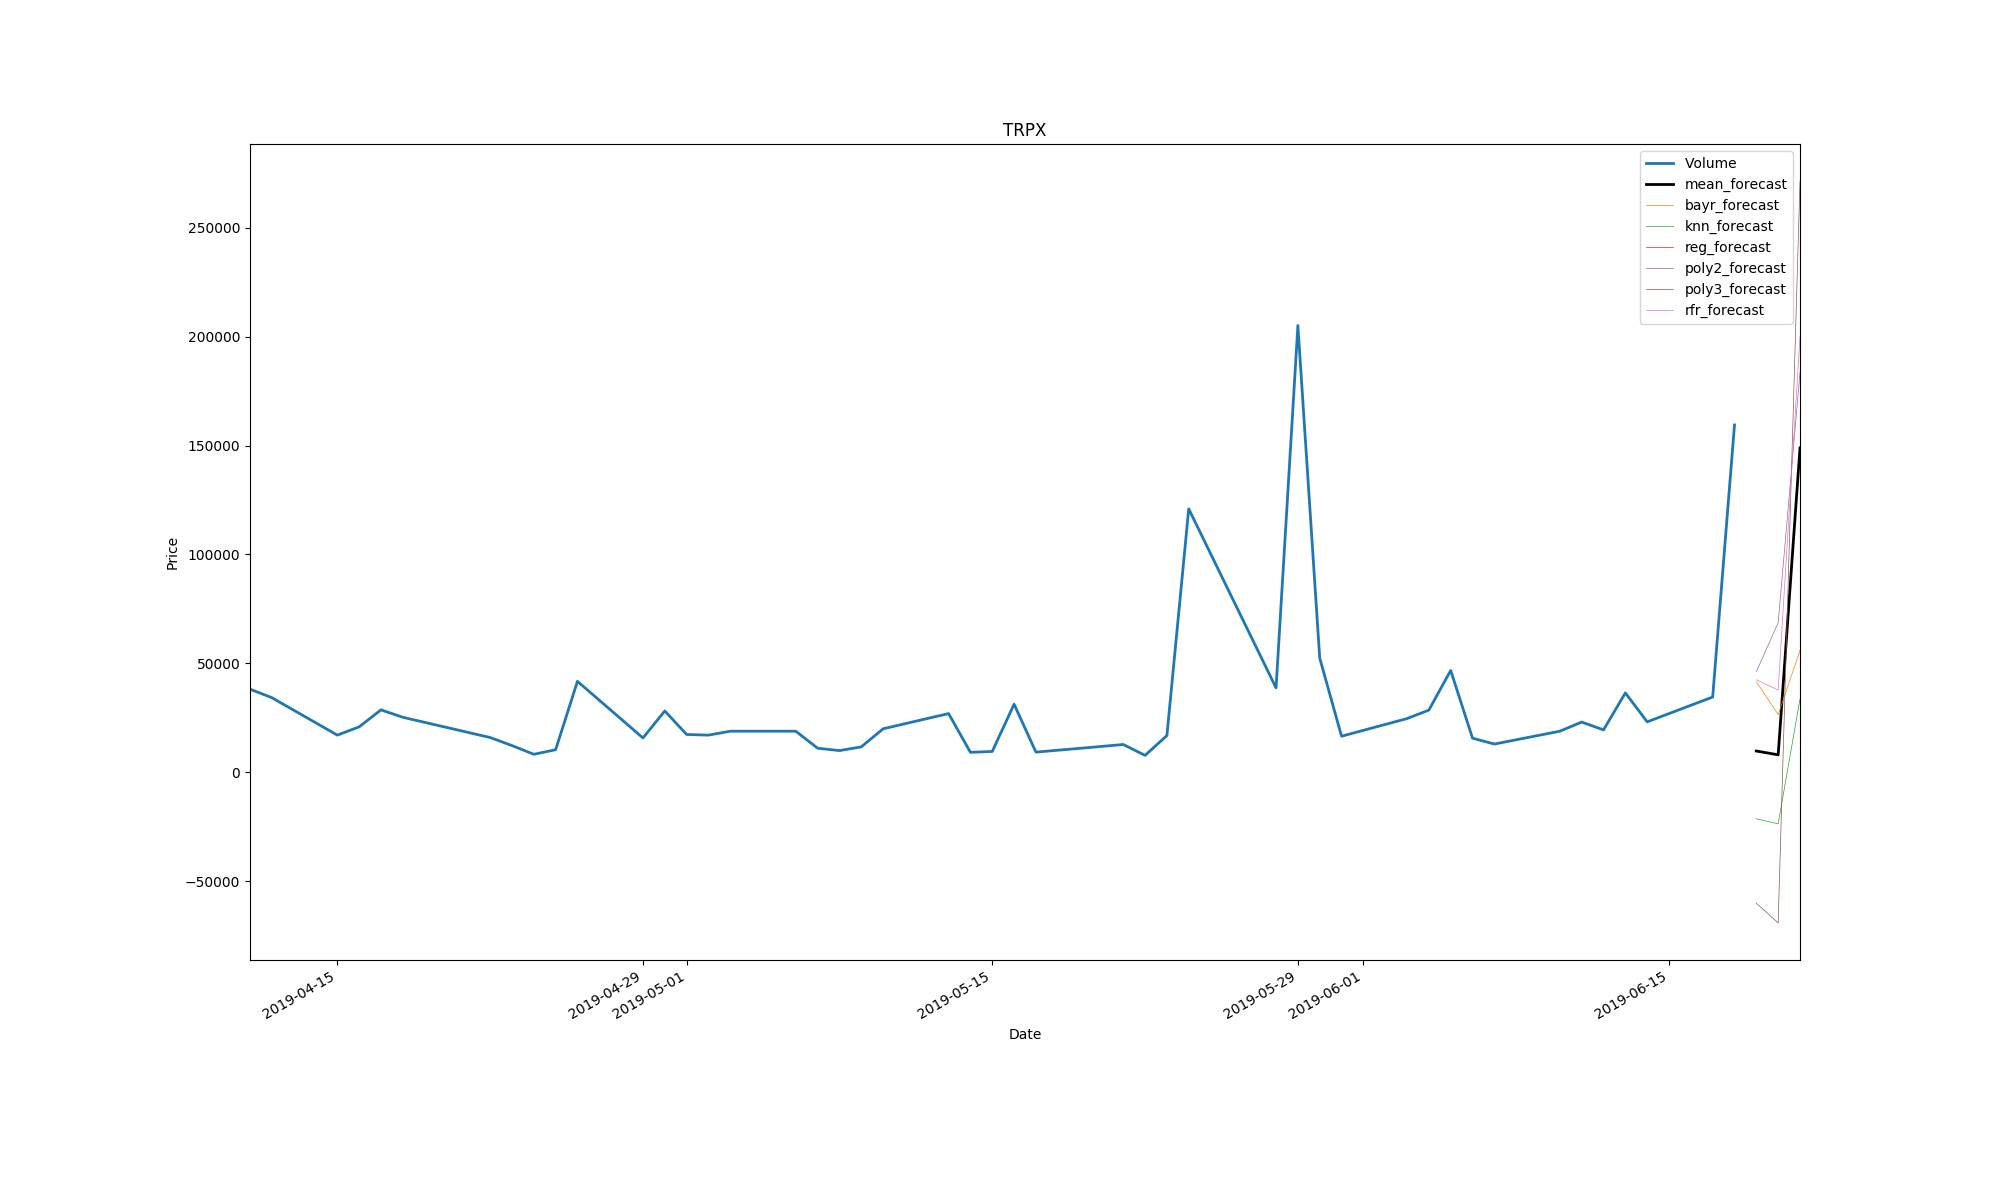 TRPX
Volume
mean_forecast
bayr_forecast
knn_forecast
reg_forecast
poly2_forecast
poly3_forecast
rfr_forecast
250000
200000
150000
100000
50000
0
−50000
Price
2019-04-15
2019-04-29
2019-05-01
2019-05-15
2019-05-29
2019-06-01
2019-06-15
Date